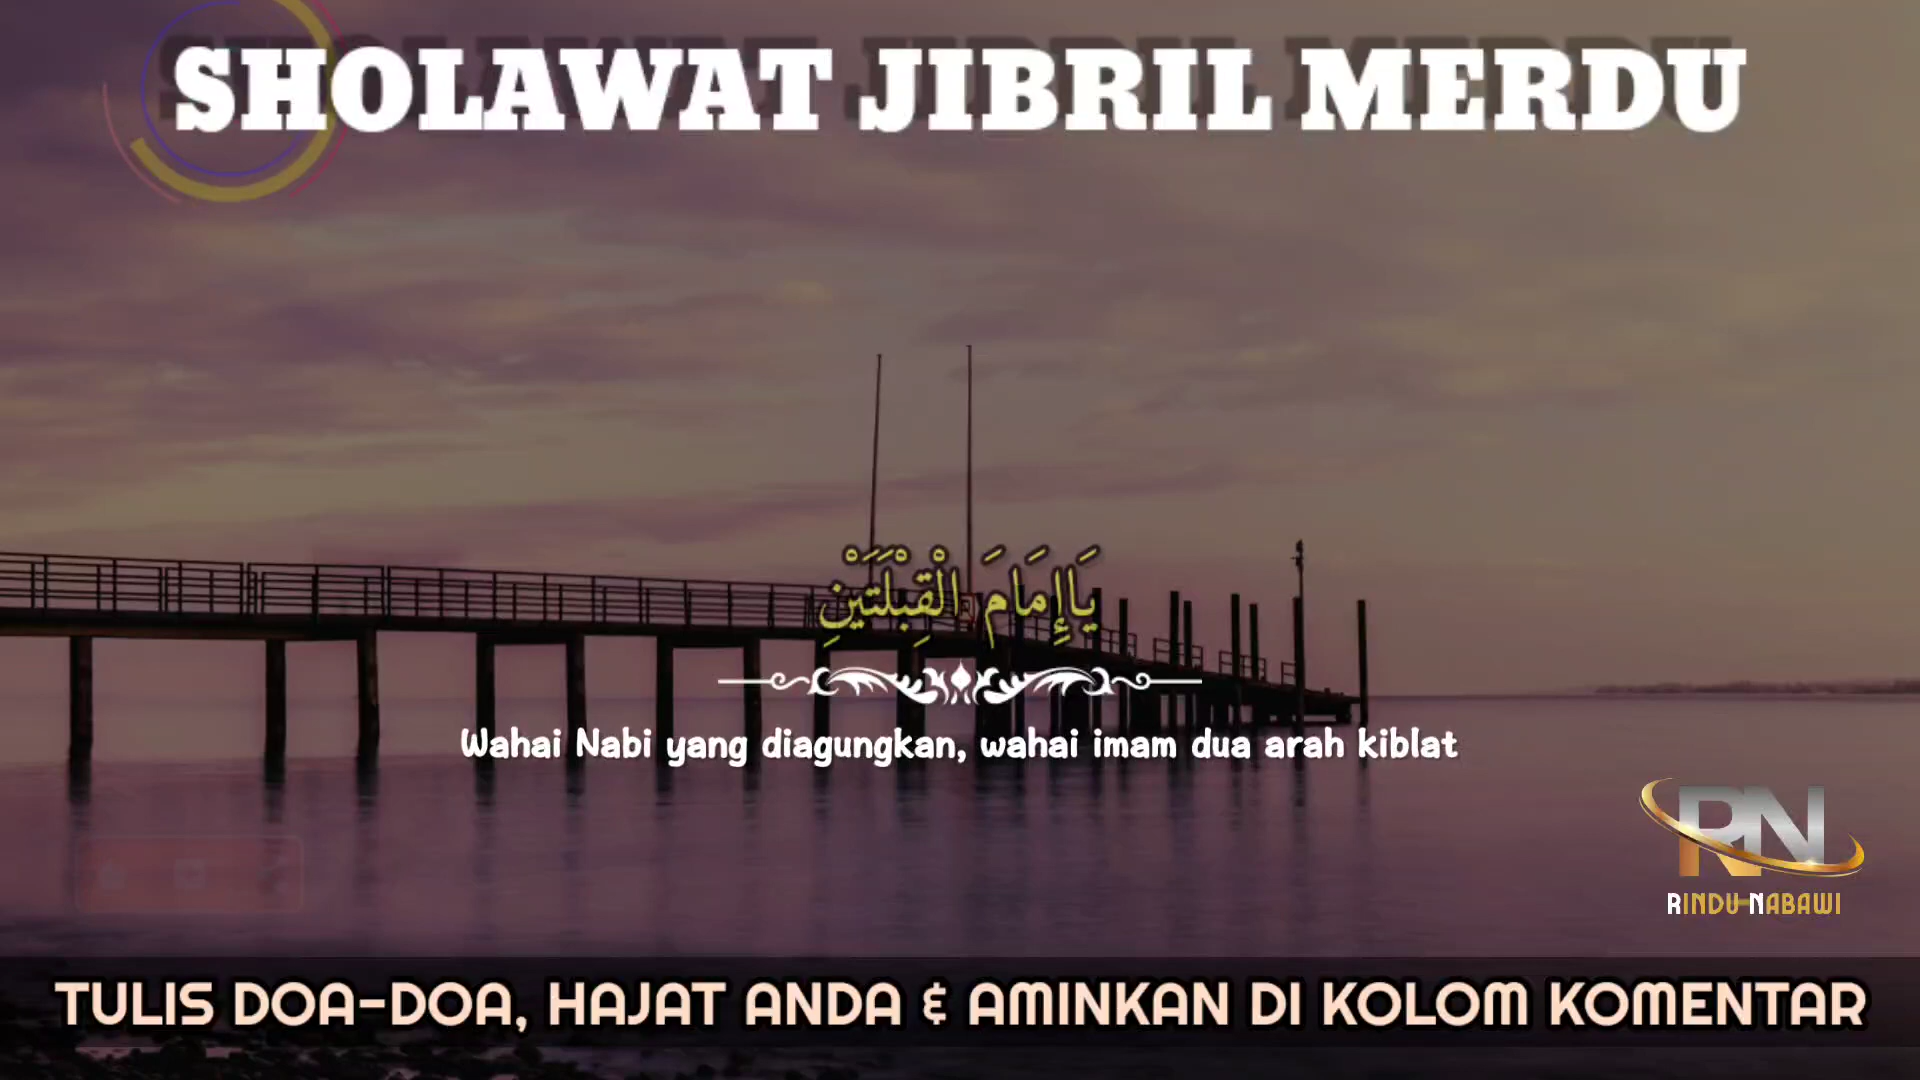 SHOLAWAT JIBRIL MERDU
يَاإِمَامَ الْقِبْلَتَيْنِ
Wahai Nabi yang diagungkan, wahai imam dua arah kiblat
RN
RINDU NABAWI
TULIS DOA-DOA, HAJAT ANDA & AMINKAN DI KOLOM KOMENTAR